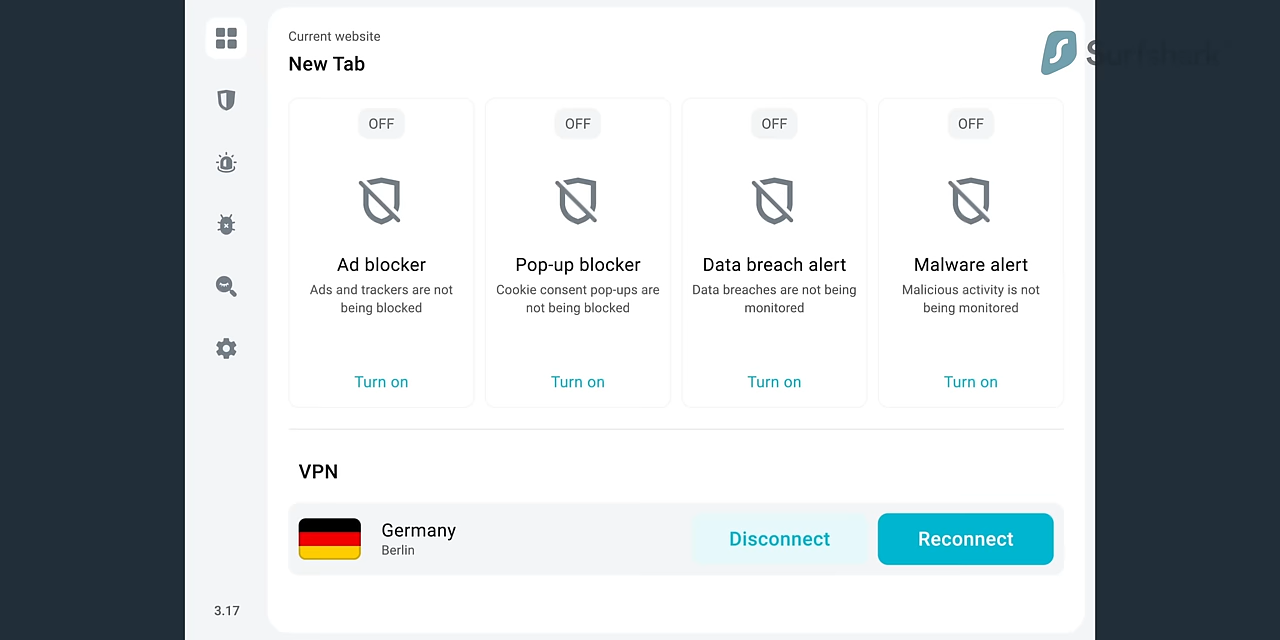 Current website
New Tab
Surfshark
OFF
Ad blocker
Ads and trackers are not
being blocked
Turn on
OFF
Pop-up blocker
Cookie consent pop-ups are
not being blocked
Turn on
OFF
Data breach alert
Data breaches are not being
monitored
Turn on
OFF
Malware alert
Malicious activity is not
being monitored
Turn on
VPN
Germany
Berlin
Disconnect
Reconnect
3.17